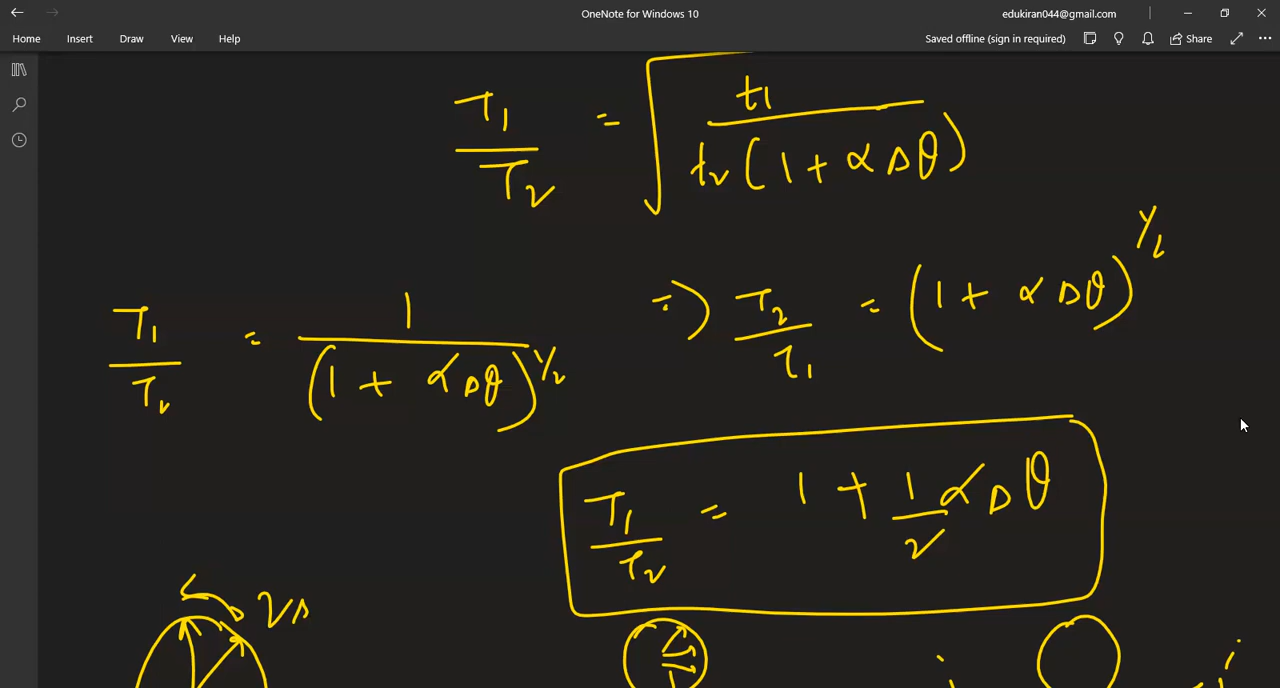 OneNote for Windows 10
edukiran044@gmail.com
Home Insert Draw View Help
Saved offline (sign in required)
Share
T1/T2 = √(t1/t2(1 + αΔθ))
T1/T2 = 1/(1 + αΔθ)^1/2
⇒ T2/T1 = (1 + αΔθ)^1/2
T1/T2 = 1 + 1/2 αΔθ